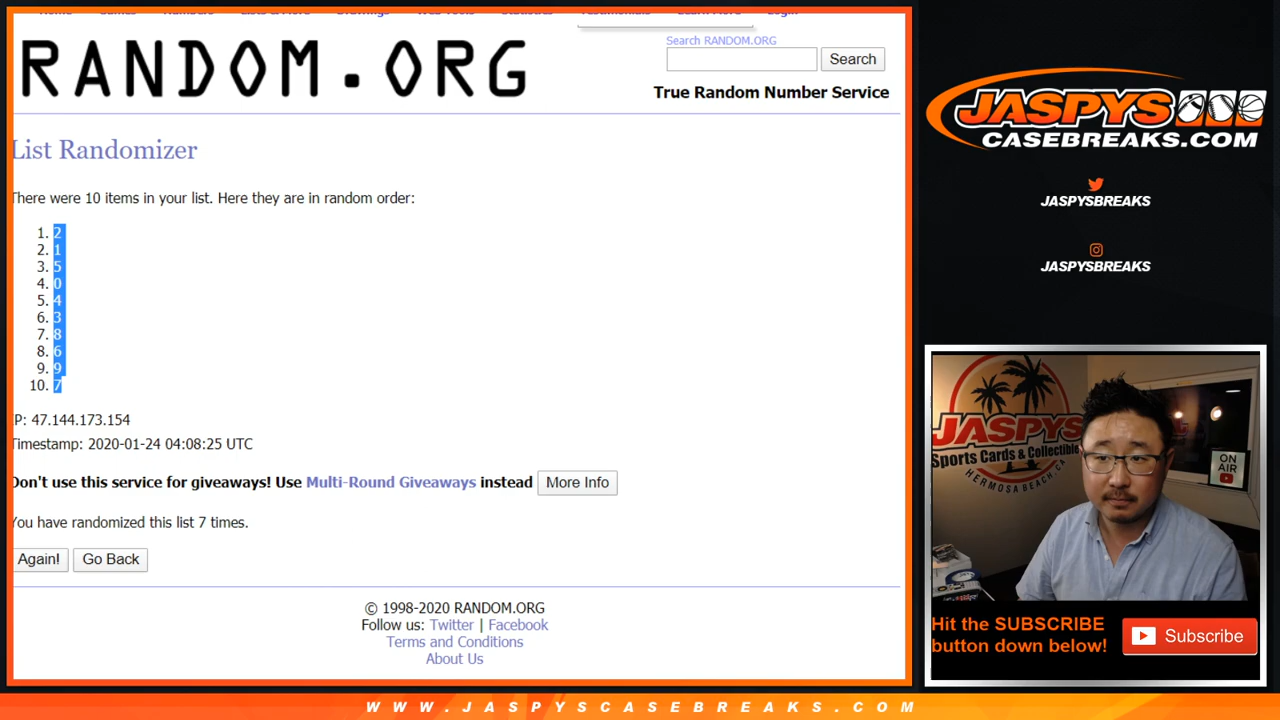 RANDOM.ORG
Search RANDOM.ORG
Search
True Random Number Service
List Randomizer
There were 10 items in your list. Here they are in random order:
1. 2
2. 1
3. 5
4. 0
5. 4
6. 3
7. 8
8. 6
9. 9
10. 7
IP: 47.144.173.154
Timestamp: 2020-01-24 04:08:25 UTC
Don't use this service for giveaways! Use Multi-Round Giveaways instead More Info
You have randomized this list 7 times.
Again! Go Back
© 1998-2020 RANDOM.ORG
Follow us: Twitter | Facebook
Terms and Conditions
About Us
JASPYS
CASEBREAKS.COM
JASPYSBREAKS
JASPYSBREAKS
JASPYS
Sports Cards & Collectible
HERMOSA BEACH, CA
ON
AIR
Hit the SUBSCRIBE
button down below!
Subscribe
WWW.JASPYSCASEBREAKS.COM